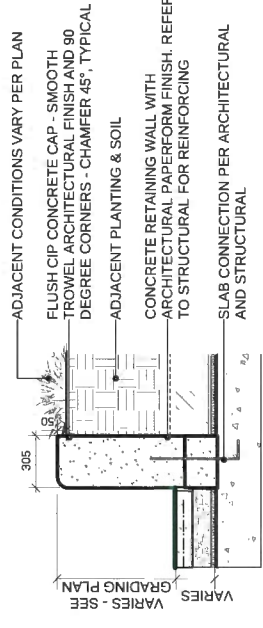 ADJACENT CONDITIONS VARY PER PLAN
FLUSH CIP CONCRETE CAP - SMOOTH
TROWEL ARCHITECTURAL FINISH AND 90
DEGREE CORNERS - CHAMFER 45°, TYPICAL
ADJACENT PLANTING & SOIL
CONCRETE RETAINING WALL WITH
ARCHITECTURAL PAPERFORM FINISH. REFER
TO STRUCTURAL FOR REINFORCING
SLAB CONNECTION PER ARCHITECTURAL
AND STRUCTURAL
50
305
VARIES - SEE
GRADING PLAN
VARIES